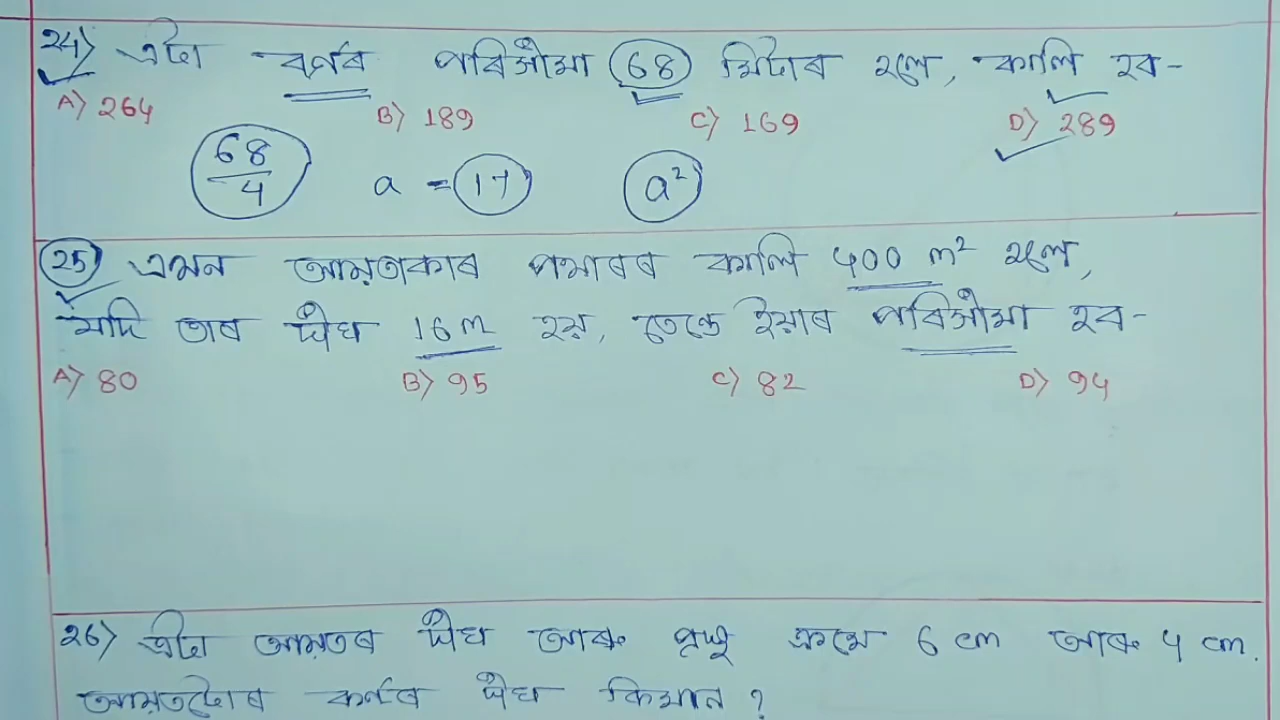 24) এটা বৰ্গৰ পৰিসীমা 68 মিটাৰ হলে, কালি হব-
A) 264 B) 189 C) 169 D) 289
68/4 a = 17 a²
25) এখন আয়তাকাৰ পথাৰৰ কালি 400 m² হলে,
যদি তাৰ দীঘ 16 m হয়, তেন্তে ইয়াৰ পৰিসীমা হব-
A) 80 B) 95 C) 82 D) 94
26) এটা আয়তৰ দীঘ আৰু প্ৰস্থ ক্ৰমে 6 cm আৰু 4 cm.
আয়তটোৰ কৰ্ণৰ দীঘ কিমান ?